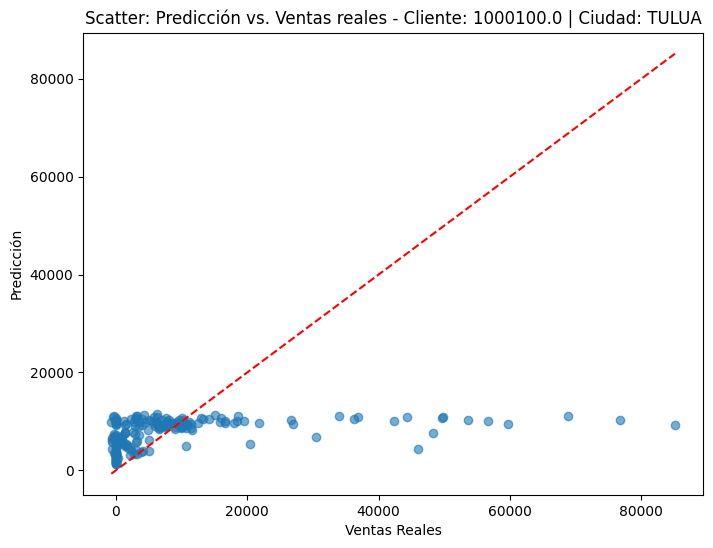 Scatter: Predicción vs. Ventas reales - Cliente: 1000100.0 | Ciudad: TULUA
80000
60000
40000
20000
0
Predicción
0 20000 40000 60000 80000
Ventas Reales